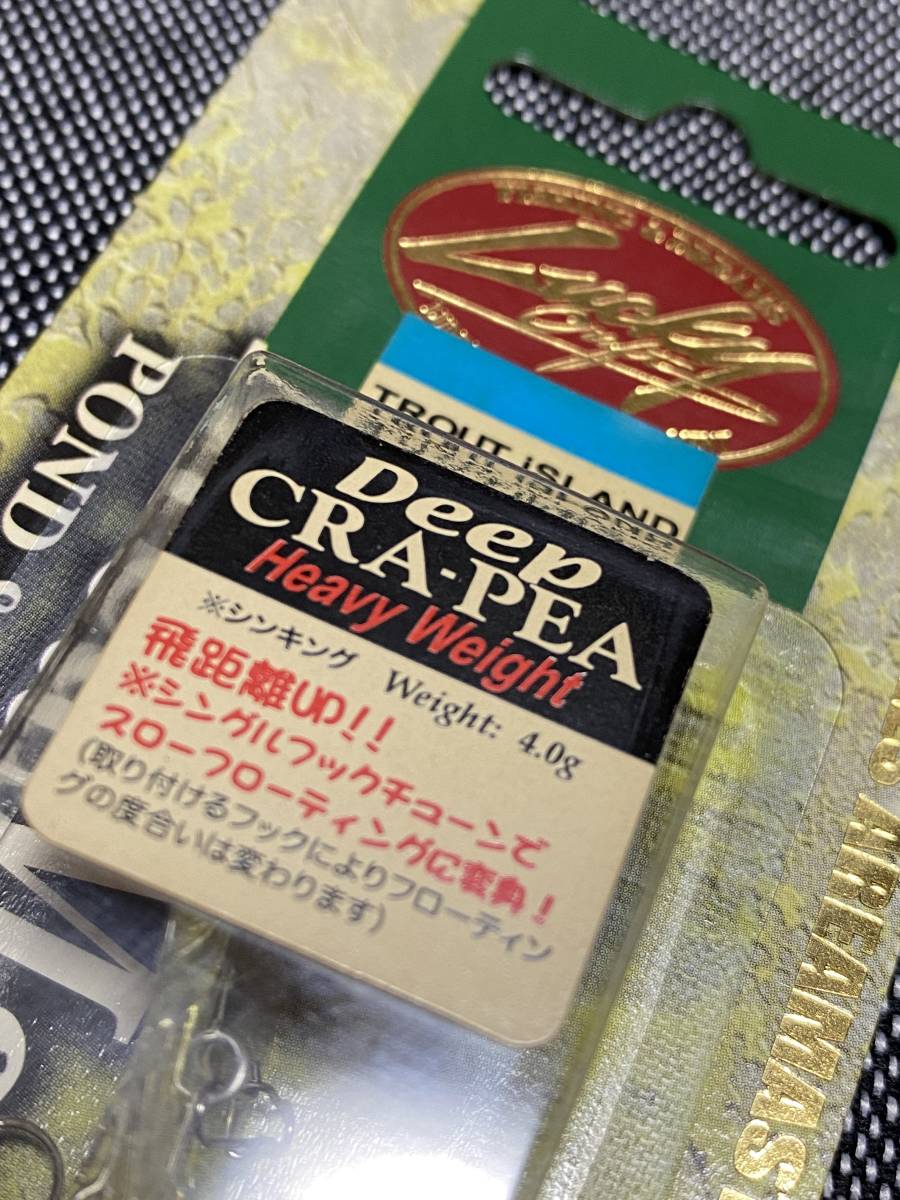 Lucky
Craft
TROUT iSLAND
Deep
CRA-PEA
Heavy Weight
※シンキング Weight: 4.0g
飛距離UP!!
※シングルフックチューンで
スローフローティングに変身!
(取り付けるフックによりフローティン
グの度合いは変わります)
POND &
AREAMAS